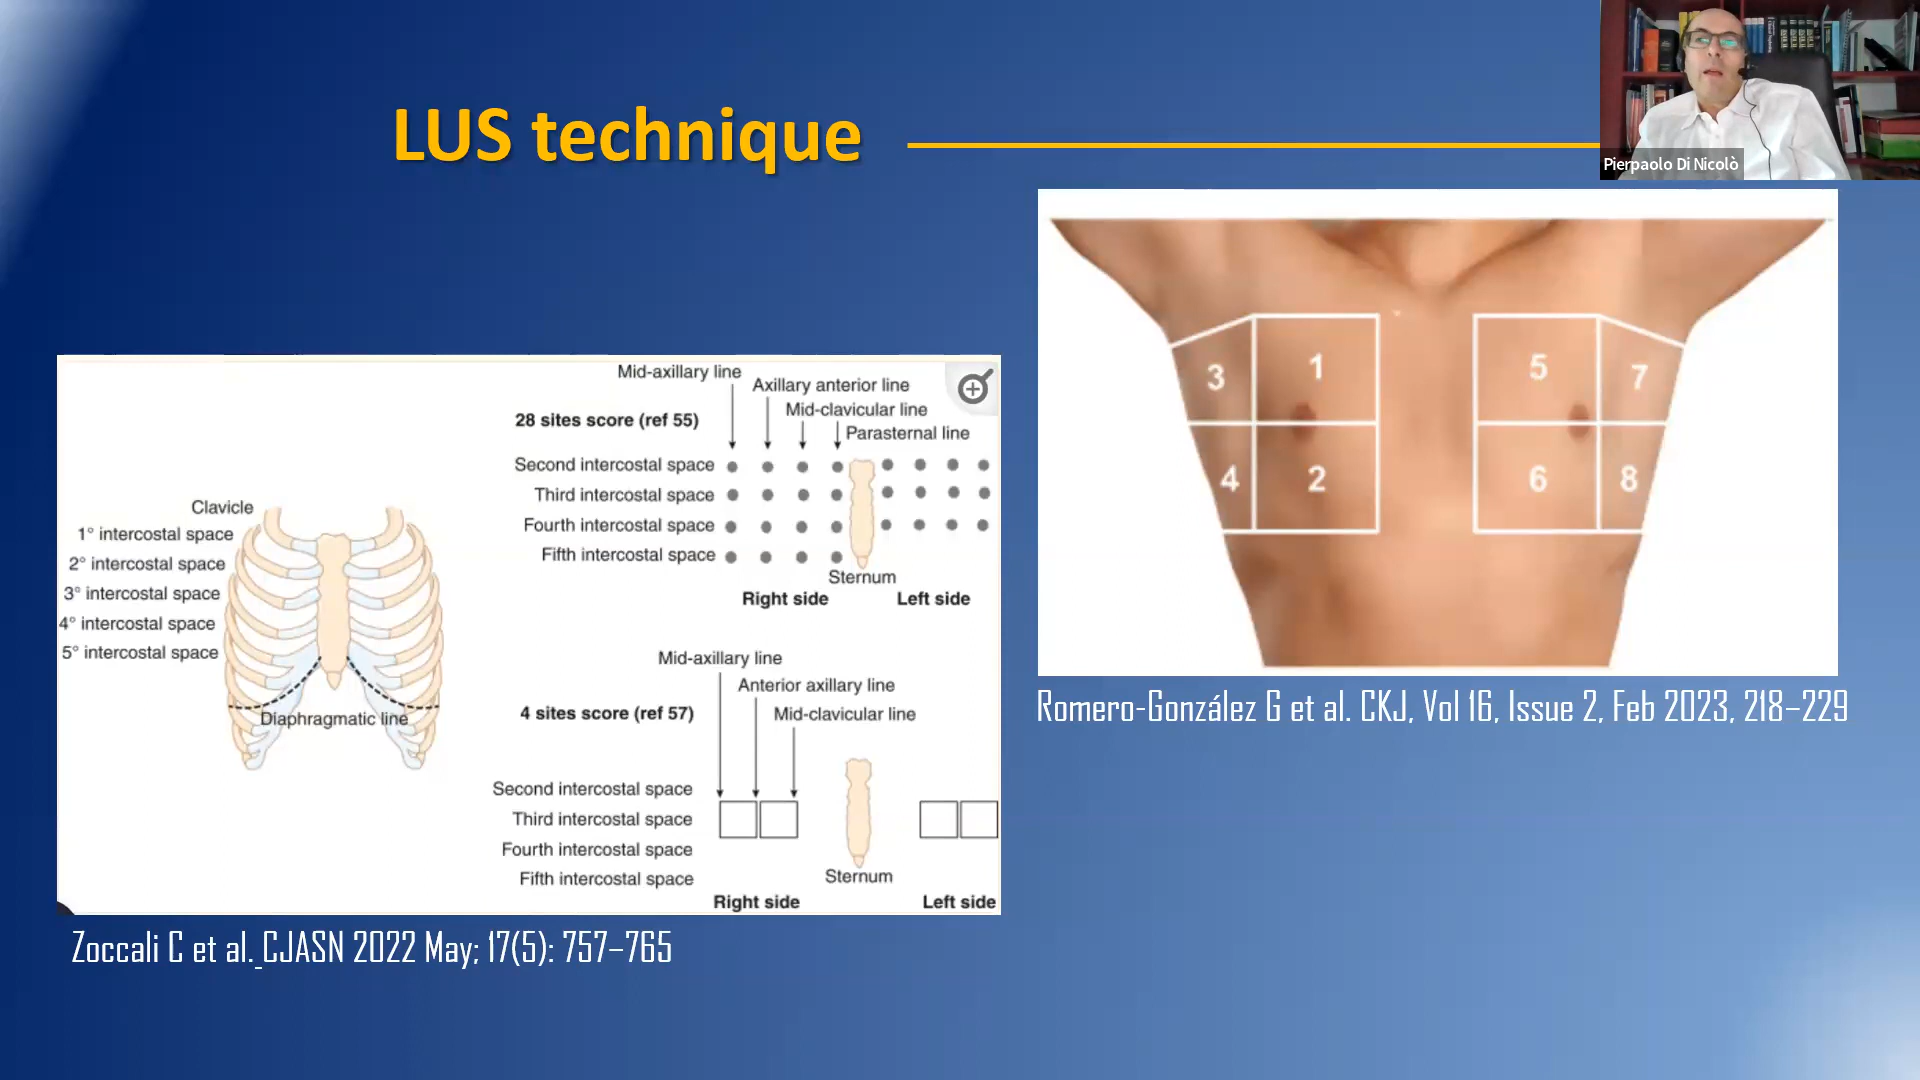 LUS technique
Pierpaolo Di Nicolò
Clavicle
1° intercostal space
2° intercostal space
3° intercostal space
4° intercostal space
5° intercostal space
Diaphragmatic line
Mid-axillary line
Axillary anterior line
Mid-clavicular line
Parasternal line
28 sites score (ref 55)
Second intercostal space
Third intercostal space
Fourth intercostal space
Fifth intercostal space
Sternum
Right side
Left side
Mid-axillary line
Anterior axillary line
Mid-clavicular line
4 sites score (ref 57)
Second intercostal space
Third intercostal space
Fourth intercostal space
Fifth intercostal space
Sternum
Right side
Left side
Zoccali C et al. CJASN 2022 May; 17(5): 757–765
3 1 5 7
4 2 6 8
Romero-González G et al. CKJ, Vol 16, Issue 2, Feb 2023, 218–229